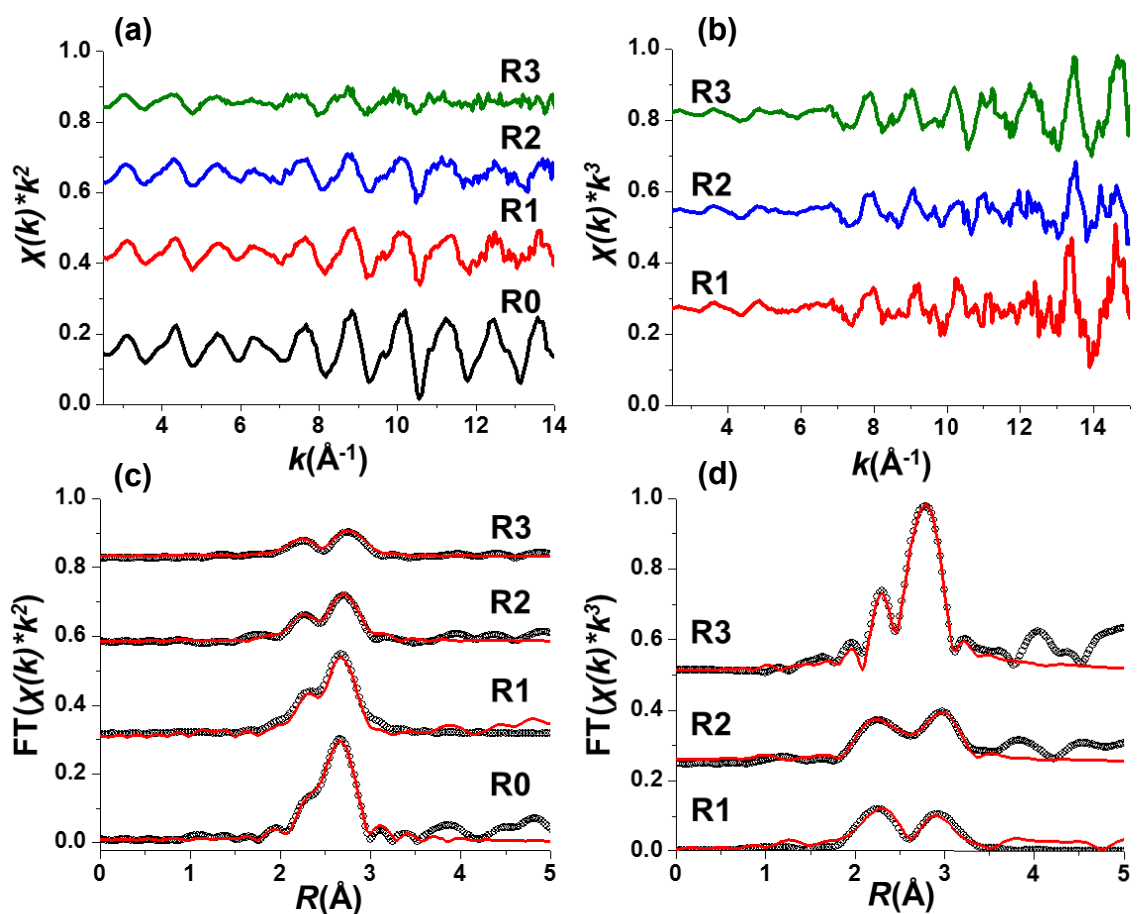 (a)
1.0
0.8
0.6
0.4
0.2
0.0
χ(k)*k²
R3
R2
R1
R0
4 6 8 10 12 14
k(Å⁻¹)
(b)
1.0
0.8
0.6
0.4
0.2
0.0
χ(k)*k³
R3
R2
R1
4 6 8 10 12 14
k(Å⁻¹)
(c)
1.0
0.8
0.6
0.4
0.2
0.0
FT(χ(k)*k²)
R3
R2
R1
R0
0 1 2 3 4 5
R(Å)
(d)
1.0
0.8
0.6
0.4
0.2
0.0
FT(χ(k)*k³)
R3
R2
R1
0 1 2 3 4 5
R(Å)